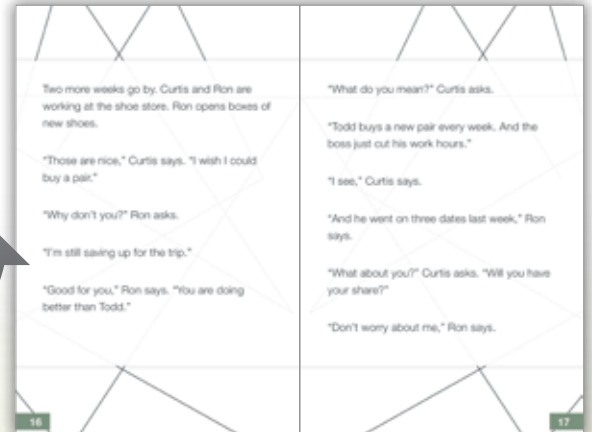 Two more weeks go by. Curtis and Ron are
working at the shoe store. Ron opens boxes of
new shoes.
"Those are nice," Curtis says. "I wish I could
buy a pair."
"Why don't you?" Ron asks.
"I'm still saving up for the trip."
"Good for you," Ron says. "You are doing
better than Todd."
16
"What do you mean?" Curtis asks.
"Todd buys a new pair every week. And the
boss just cut his work hours."
"I see," Curtis says.
"And he went on three dates last week," Ron
says.
"What about you?" Curtis asks. "Will you have
your share?"
"Don't worry about me," Ron says.
17